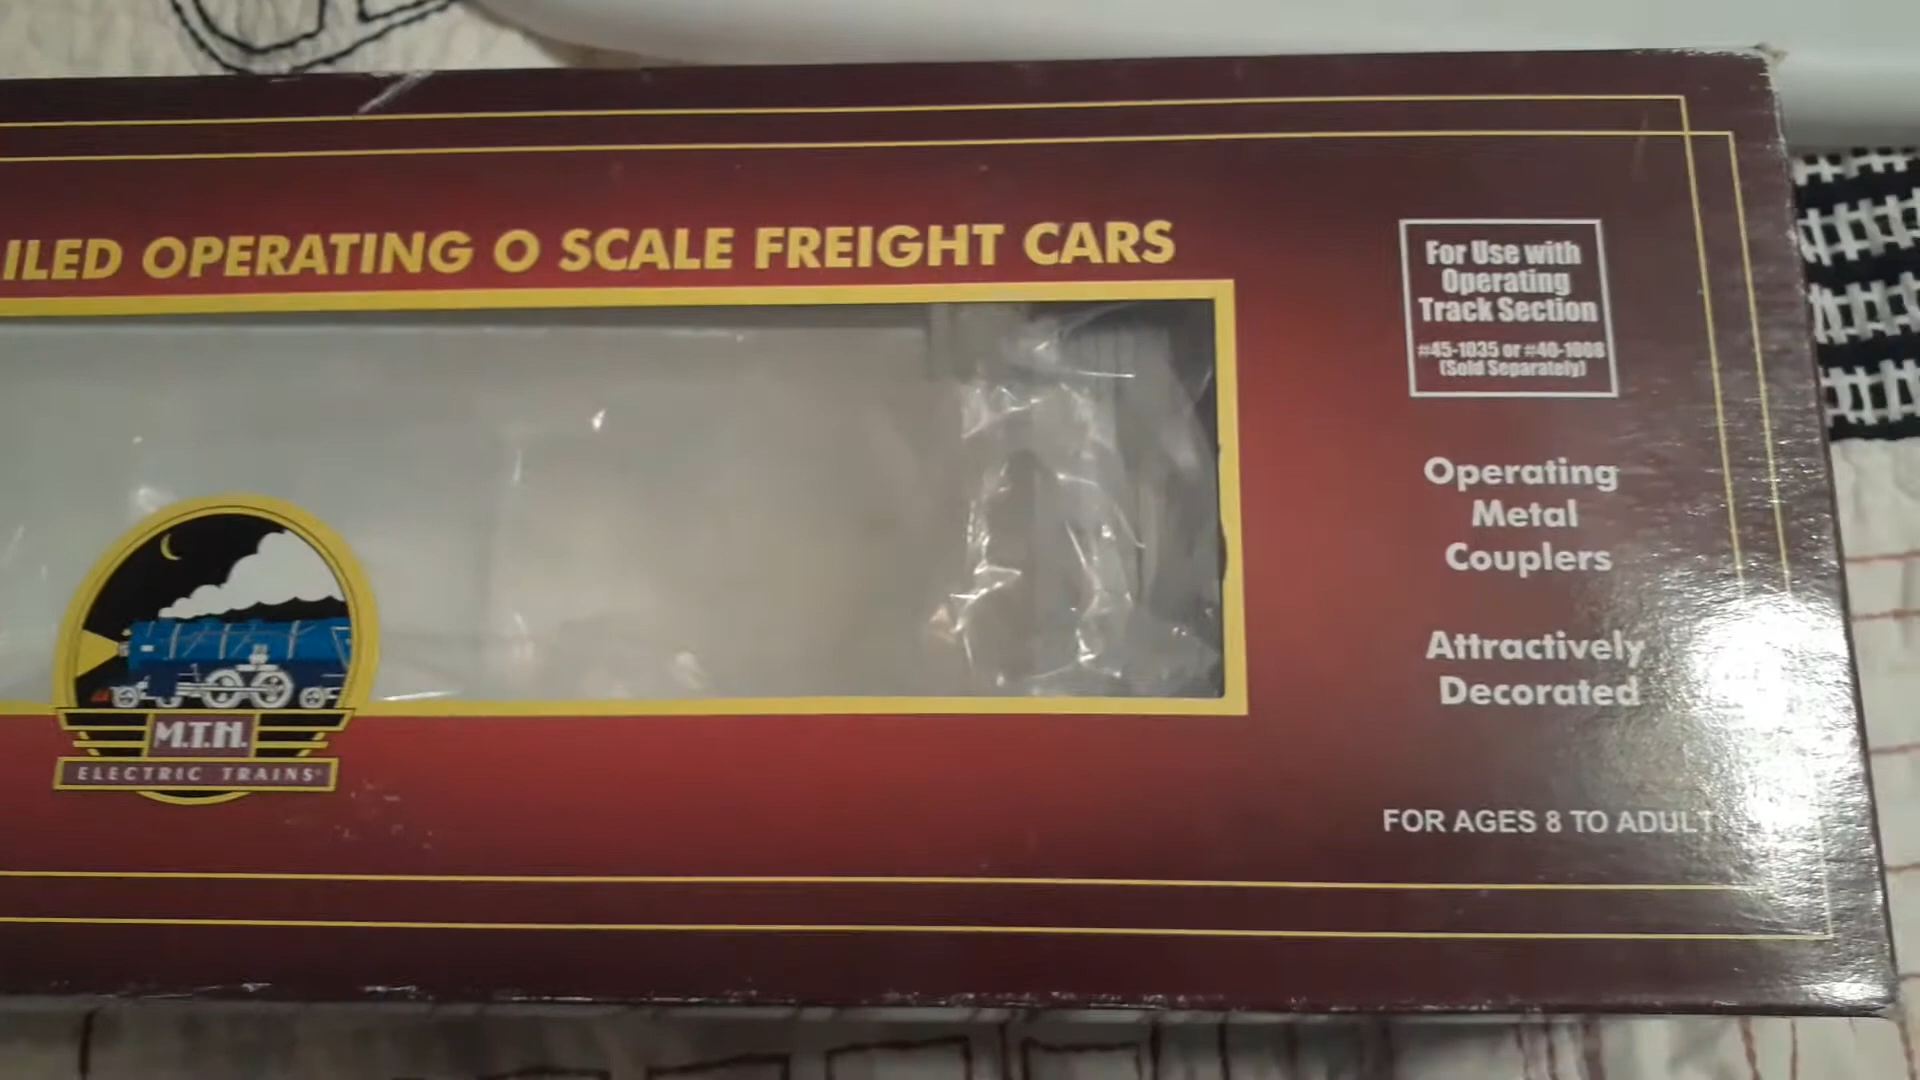 ILED OPERATING O SCALE FREIGHT CARS
For Use with
Operating
Track Section
#45-1035 or #40-1008
(Sold Separately)
Operating
Metal
Couplers
Attractively
Decorated
M.T.H.
ELECTRIC TRAINS
FOR AGES 8 TO ADULT